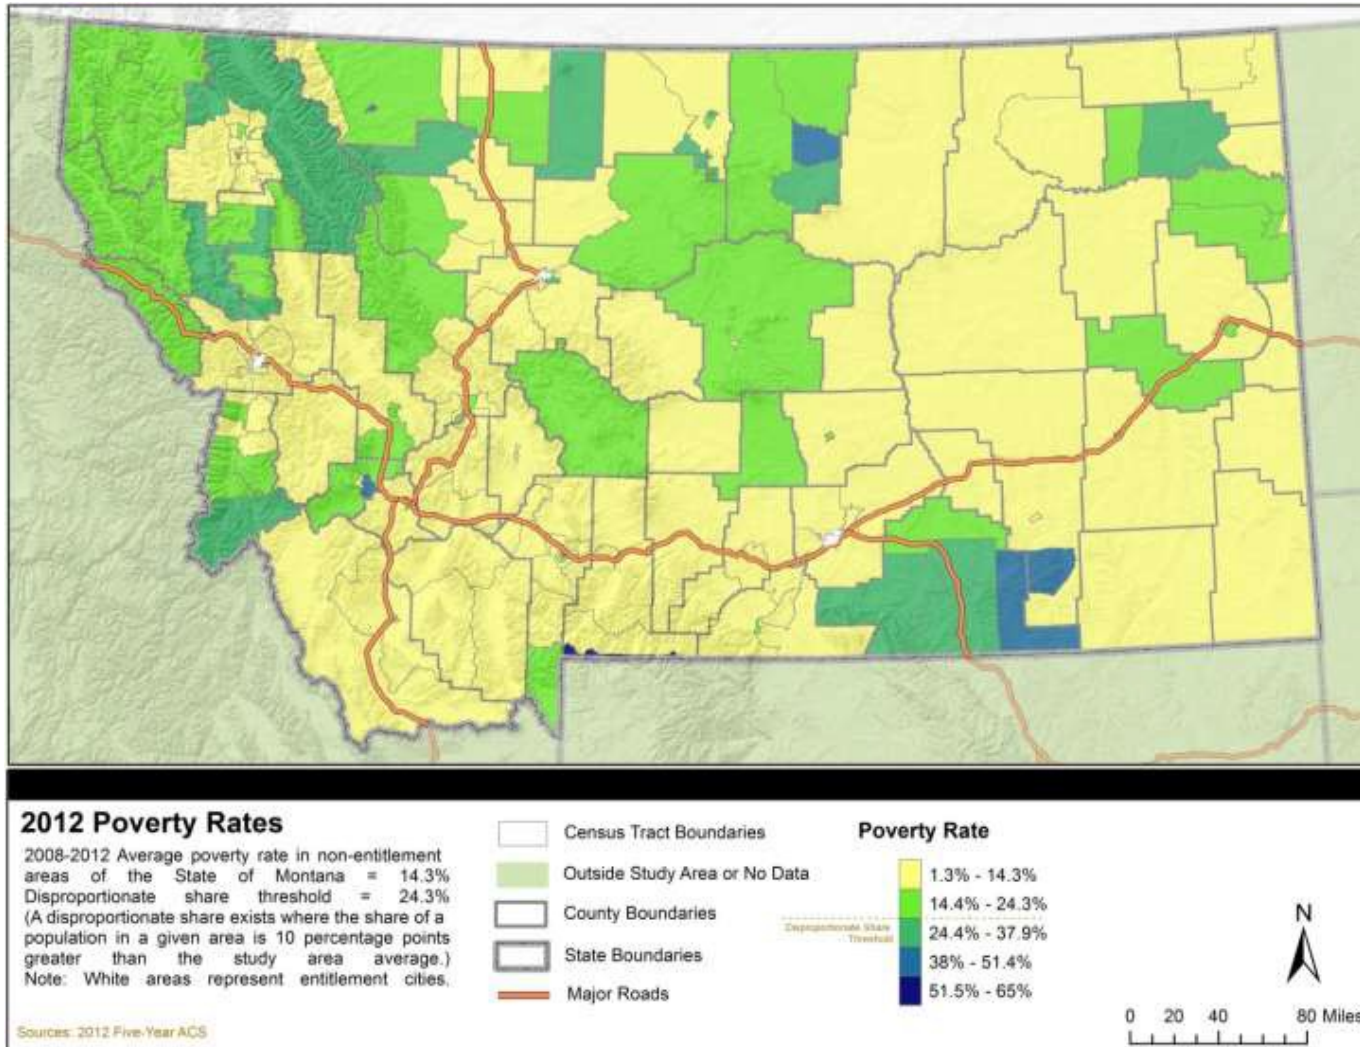 2012 Poverty Rates
2008-2012 Average poverty rate in non-entitlement
areas of the State of Montana = 14.3%
Disproportionate share threshold = 24.3%
(A disproportionate share exists where the share of a
population in a given area is 10 percentage points
greater than the study area average.)
Note: White areas represent entitlement cities.
Sources: 2012 Five-Year ACS
Census Tract Boundaries
Outside Study Area or No Data
County Boundaries
State Boundaries
Major Roads
Poverty Rate
1.3% - 14.3%
14.4% - 24.3%
Disproportionate Share
Threshold
24.4% - 37.9%
38% - 51.4%
51.5% - 65%
N
0 20 40 80 Miles